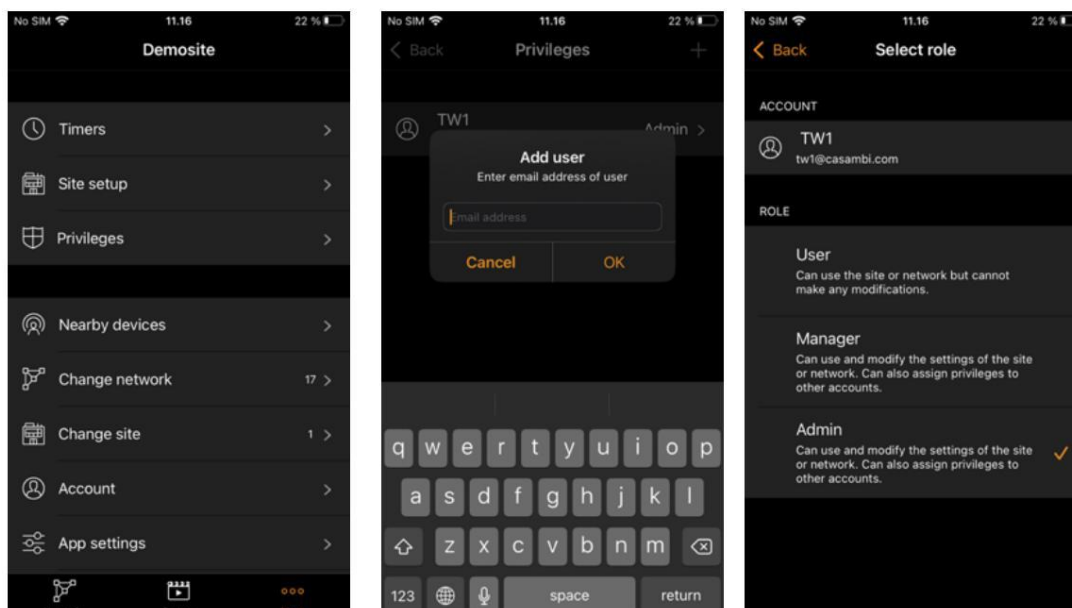 No SIM 11.16 22 %
Demosite
Timers
Site setup
Privileges
Nearby devices
Change network 17
Change site 1
Account
App settings
No SIM 11.16 22 %
Back Privileges
TW1
Admin
Add user
Enter email address of user
Email address
Cancel OK
q w e r t y u i o p
a s d f g h j k l
z x c v b n m
123 space return
No SIM 11.16 22 %
Back Select role
ACCOUNT
TW1
tw1@casambi.com
ROLE
User
Can use the site or network but cannot
make any modifications.
Manager
Can use and modify the settings of the site
or network. Can also assign privileges to
other accounts.
Admin
Can use and modify the settings of the site
or network. Can also assign privileges to
other accounts.